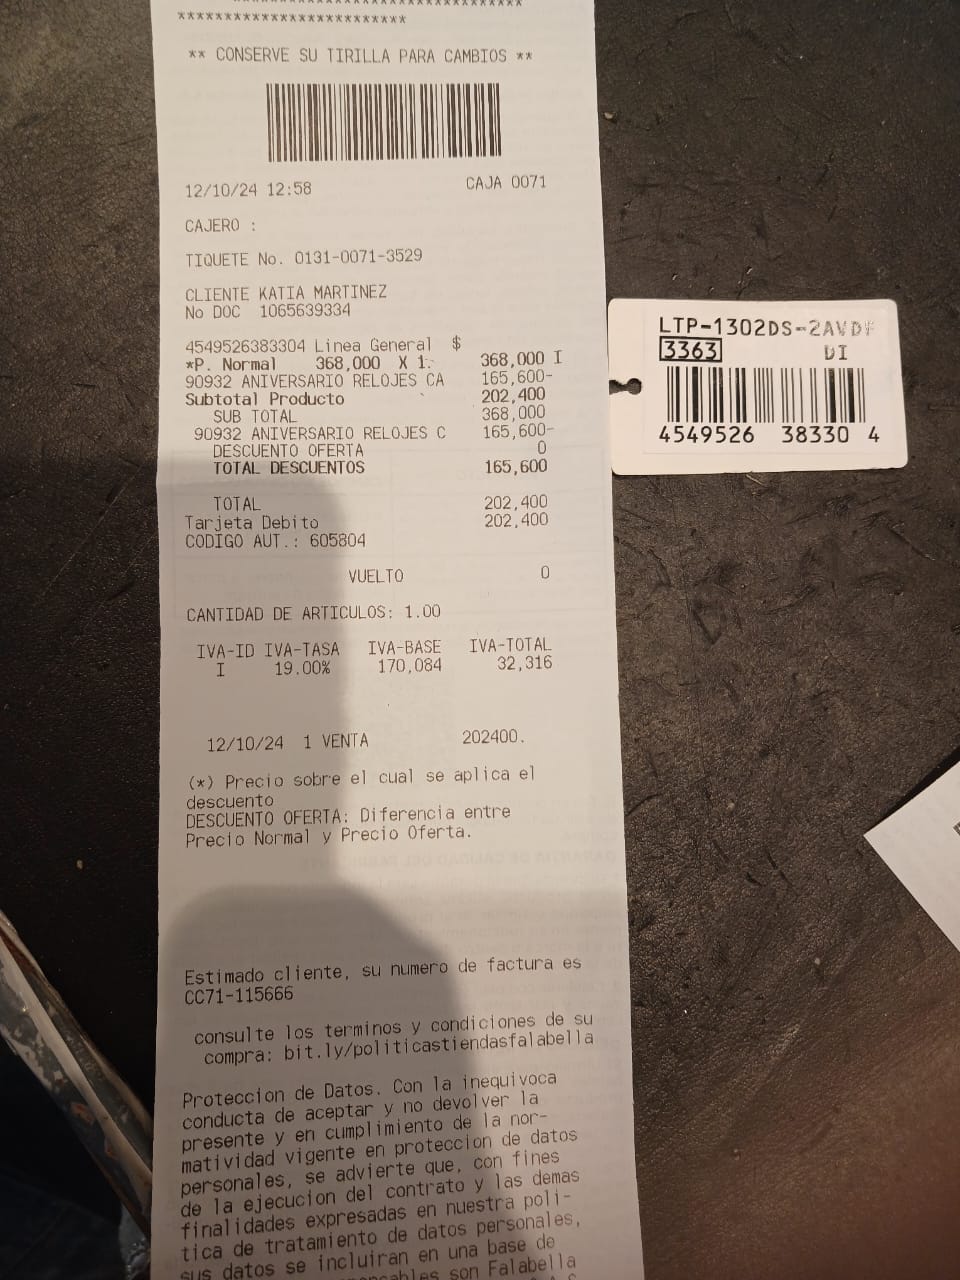 ************************
** CONSERVE SU TIRILLA PARA CAMBIOS **
12/10/24 12:58 CAJA 0071
CAJERO :
TIQUETE No. 0131-0071-3529
CLIENTE KATIA MARTINEZ
No DOC 1065639334
4549526383304 Linea General $
*P. Normal 368,000 X 1. 368,000 I
90932 ANIVERSARIO RELOJES CA 165,600-
Subtotal Producto 202,400
SUB TOTAL 368,000
90932 ANIVERSARIO RELOJES C 165,600-
DESCUENTO OFERTA 0
TOTAL DESCUENTOS 165,600
TOTAL 202,400
Tarjeta Debito 202,400
CODIGO AUT.: 605804
VUELTO 0
CANTIDAD DE ARTICULOS: 1.00
IVA-ID IVA-TASA IVA-BASE IVA-TOTAL
I 19.00% 170,084 32,316
12/10/24 1 VENTA 202400.
(*) Precio sobre el cual se aplica el
descuento
DESCUENTO OFERTA: Diferencia entre
Precio Normal y Precio Oferta.
Estimado cliente, su numero de factura es
CC71-115666
consulte los terminos y condiciones de su
compra: bit.ly/politicastiendasfalabella
Proteccion de Datos. Con la inequivoca
conducta de aceptar y no devolver la
presente y en cumplimiento de la nor-
matividad vigente en proteccion de datos
personales, se advierte que, con fines
de la ejecucion del contrato y las demas
finalidades expresadas en nuestra poli-
tica de tratamiento de datos personales,
sus datos se incluiran en una base de
son Falabella
LTP-1302DS-2AVDF
3363 DI
4549526 38330 4